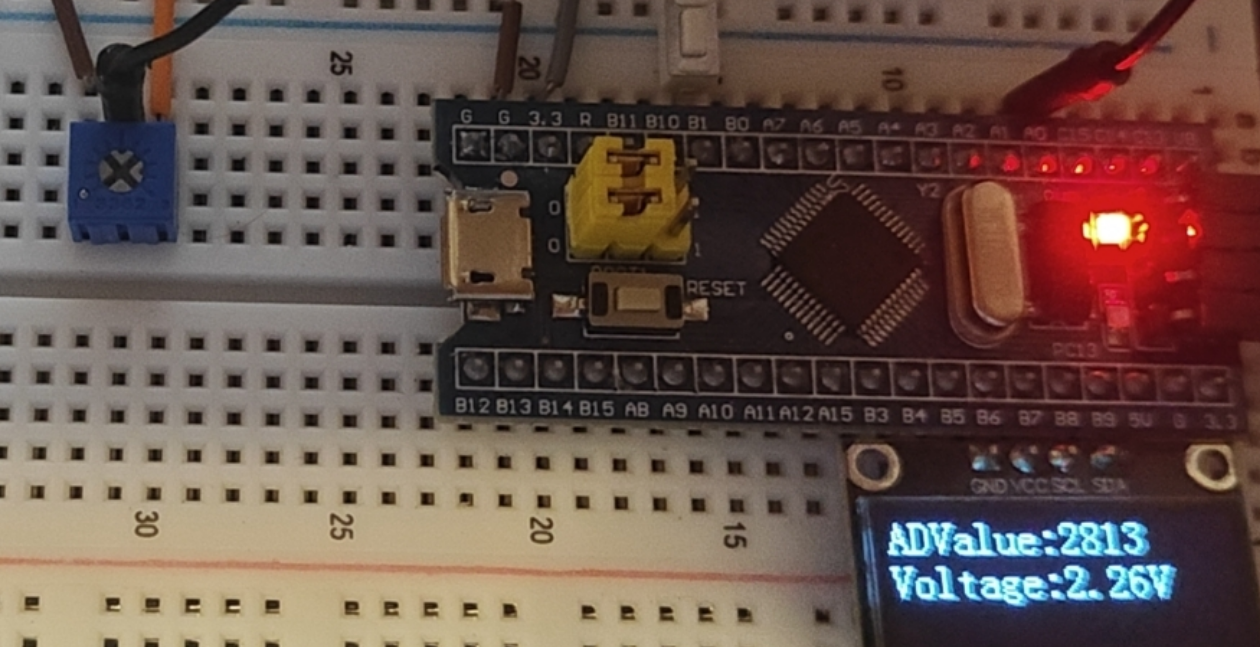 25
20
10
G G 3.3 R B11 B10 B1 B0 A7 A6 A5 A4 A3 A2 A1 A0 C15 C14 C13 VB
Y2
0
0
1
RESET
PC13
B12 B13 B14 B15 A8 A9 A10 A11 A12 A15 B3 B4 B5 B6 B7 B8 B9 5V G 3.3
GND VCC SCL SDA
30
25
20
15
ADValue:2813
Voltage:2.26V